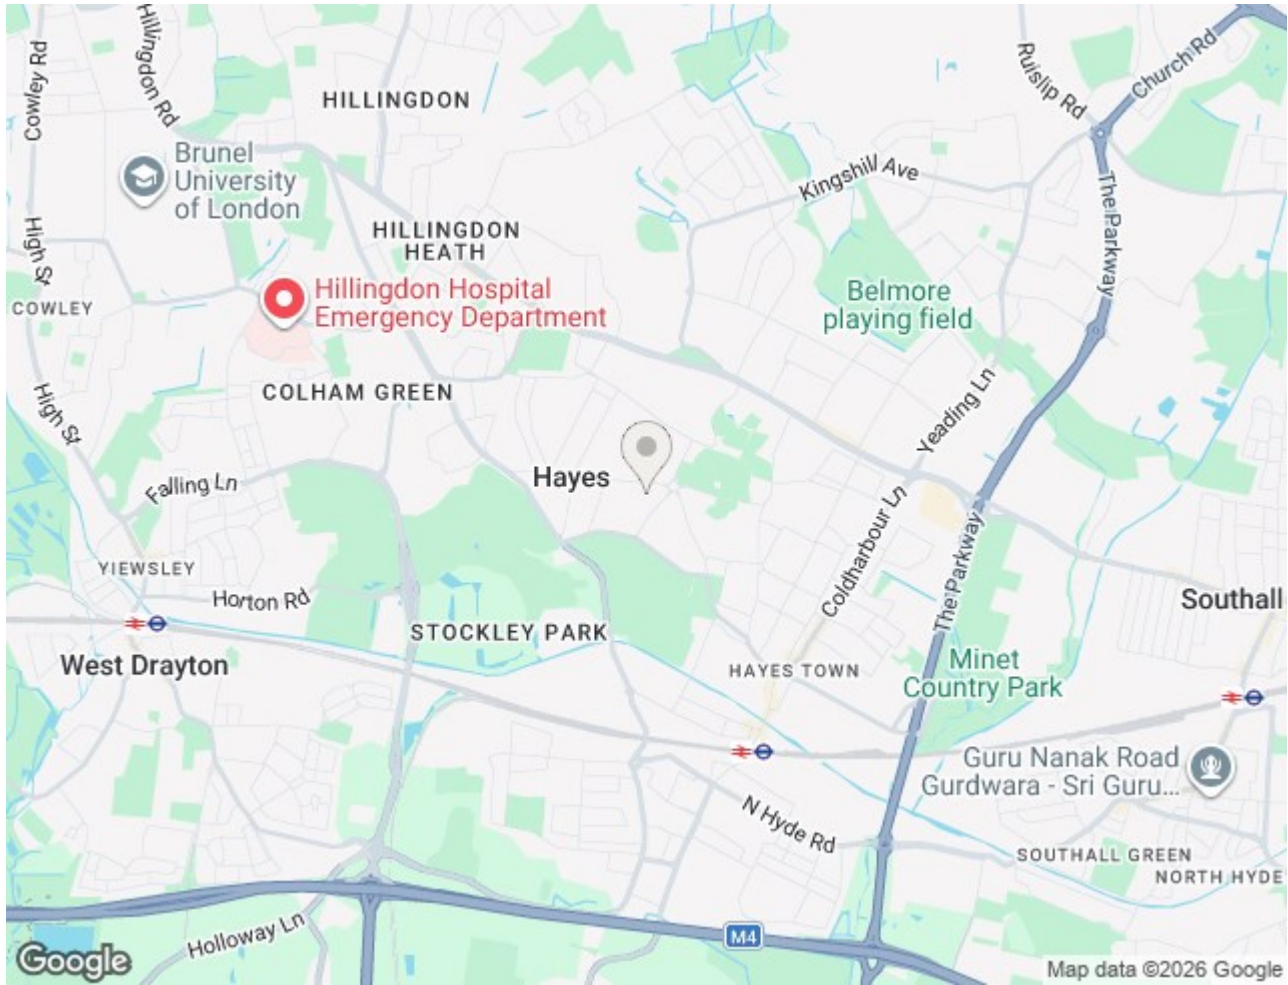 Hillingdon Rd
Cowley Rd
HILLINGDON
Ruislip Rd
Church Rd
Brunel
University
of London
Kingshill Ave
The Parkway
High St
HILLINGDON
HEATH
COWLEY
Hillingdon Hospital
Emergency Department
Belmore
playing field
High St
COLHAM GREEN
Yeading Ln
Falling Ln
Hayes
Coldharbour Ln
The Parkway
YIEWSLEY
Horton Rd
Southall
STOCKLEY PARK
West Drayton
HAYES TOWN
Minet
Country Park
Guru Nanak Road
Gurdwara - Sri Guru...
N Hyde Rd
SOUTHALL GREEN
NORTH HYDE
Holloway Ln
M4
Google
Map data ©2026 Google